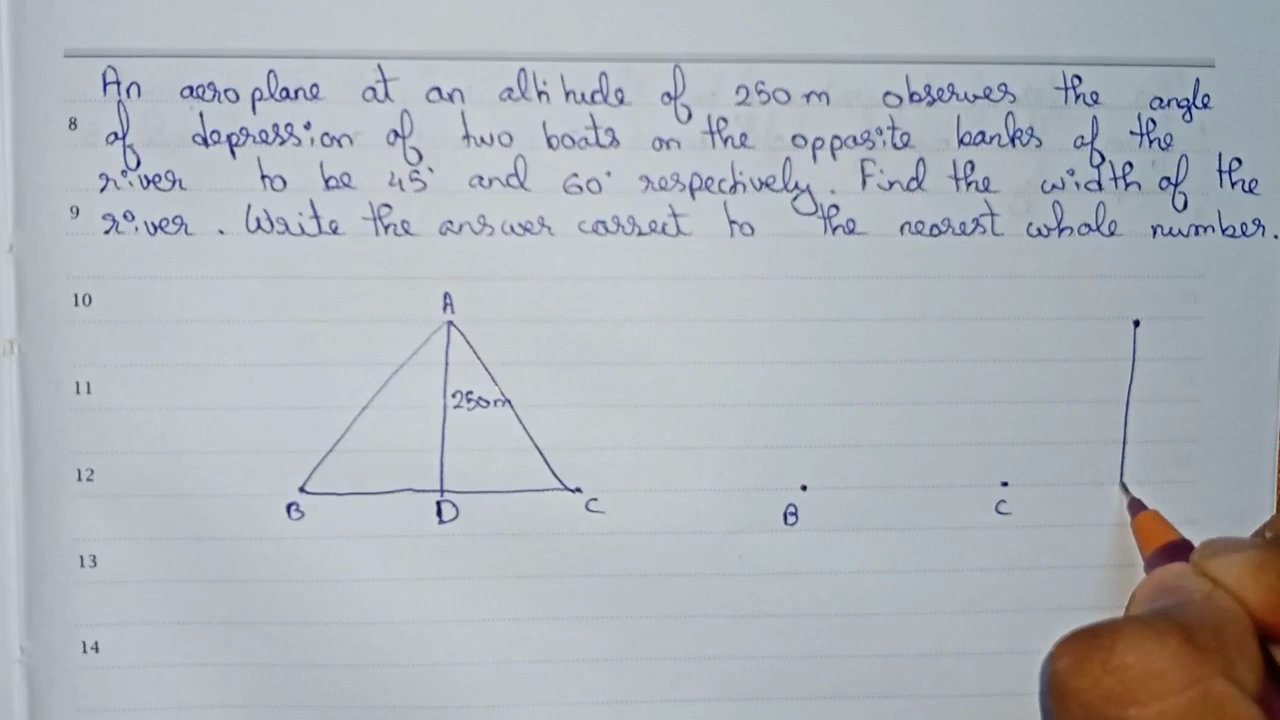 An aeroplane at an altitude of 250m observes the angle
8
of depression of two boats on the opposite banks of the
river to be 45° and 60° respectively. Find the width of the
9
river. Write the answer correct to the nearest whole number.
10
A
11
250m
12
B D C
B C
13
14